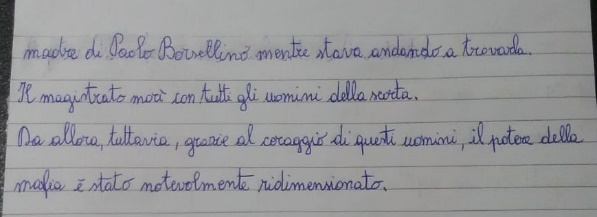 madre di Paolo Borsellino mentre stava andando a trovarla.
Il magistrato morì con tutti gli uomini della scorta.
Da allora, tuttavia, grazie al coraggio di questi uomini, il potere della
mafia è stato notevolmente ridimensionato.